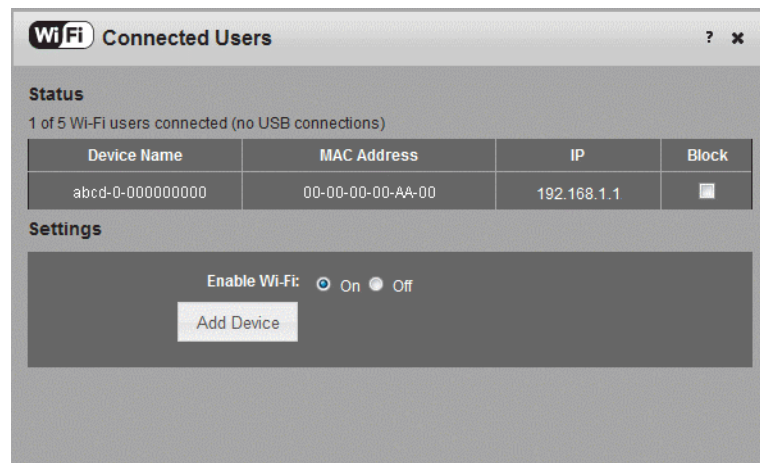 WiFi Connected Users ? ✖
Status
1 of 5 Wi-Fi users connected (no USB connections)
Device Name MAC Address IP Block
abcd-0-000000000 00-00-00-00-AA-00 192.168.1.1
Settings
Enable Wi-Fi: On Off
Add Device